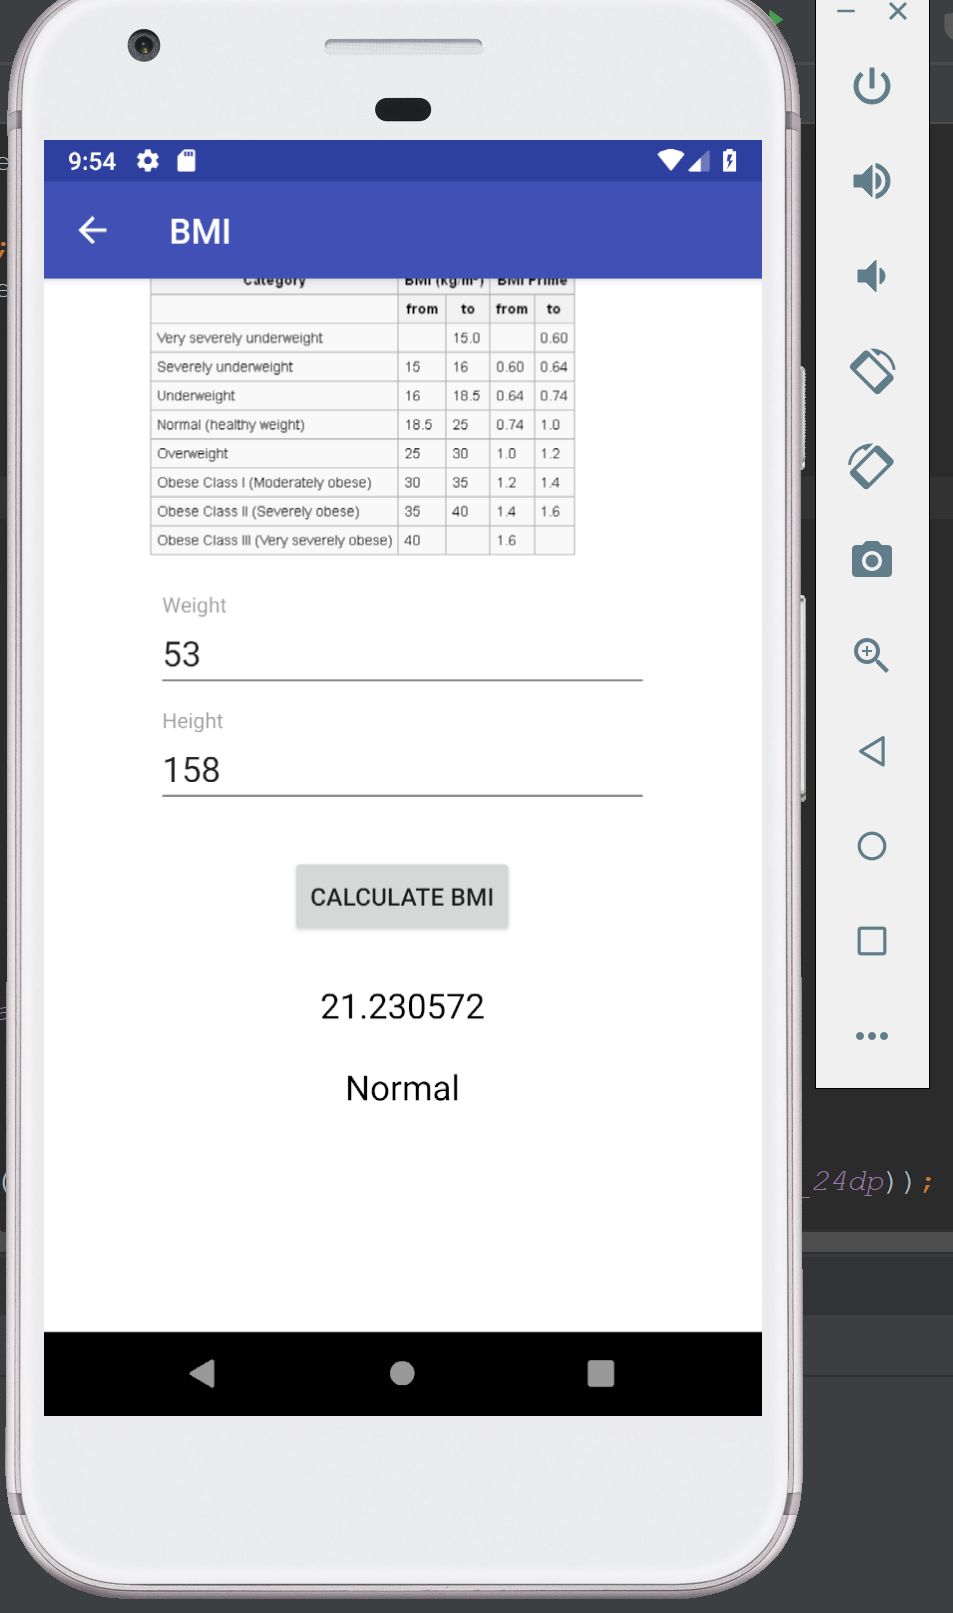 9:54
BMI
Category BMI (kg/m²) BMI Prime
from to from to
Very severely underweight 15.0 0.60
Severely underweight 15 16 0.60 0.64
Underweight 16 18.5 0.64 0.74
Normal (healthy weight) 18.5 25 0.74 1.0
Overweight 25 30 1.0 1.2
Obese Class I (Moderately obese) 30 35 1.2 1.4
Obese Class II (Severely obese) 35 40 1.4 1.6
Obese Class III (Very severely obese) 40 1.6
Weight
53
Height
158
CALCULATE BMI
21.230572
Normal
_24dp));